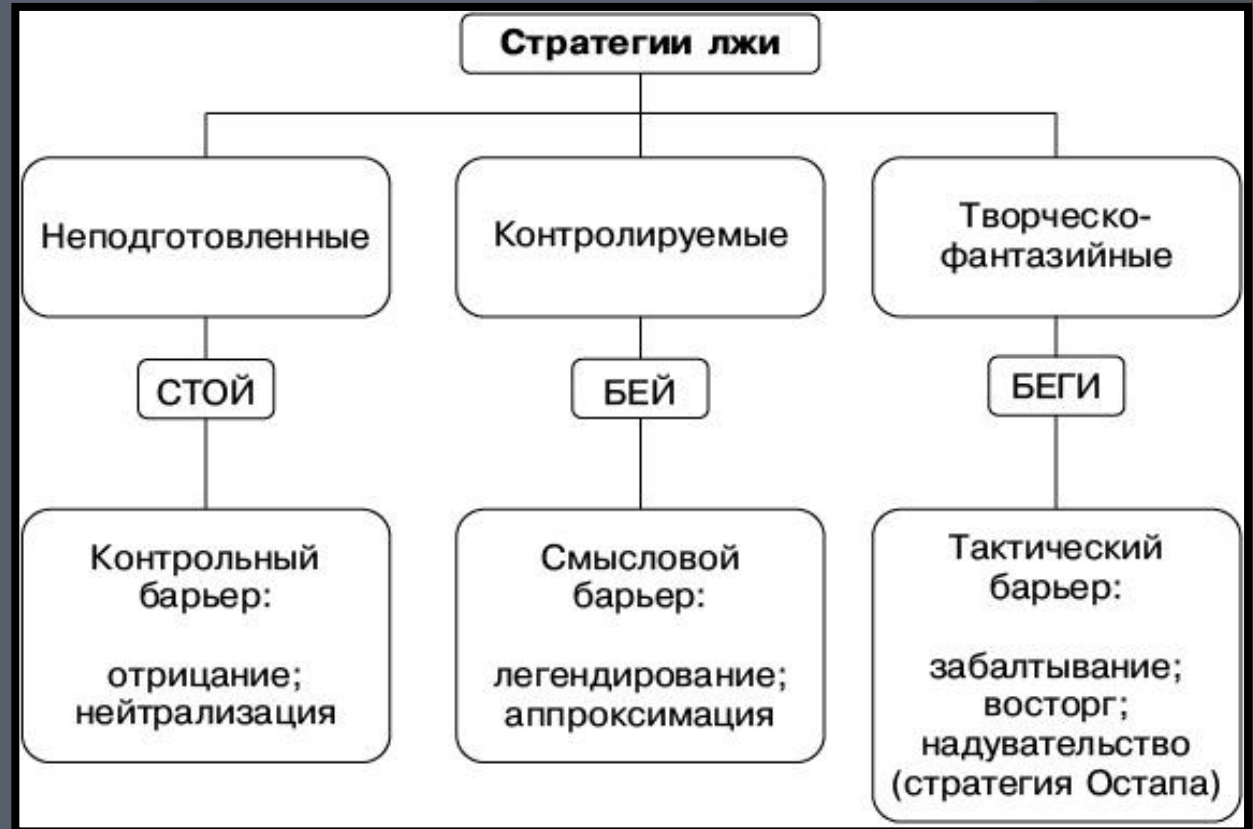 Стратегии лжи
Неподготовленные
Контролируемые
Творческо-
фантазийные
СТОЙ
БЕЙ
БЕГИ
Контрольный
барьер:
отрицание;
нейтрализация
Смысловой
барьер:
легендирование;
аппроксимация
Тактический
барьер:
забалтывание;
восторг;
надувательство
(стратегия Остапа)